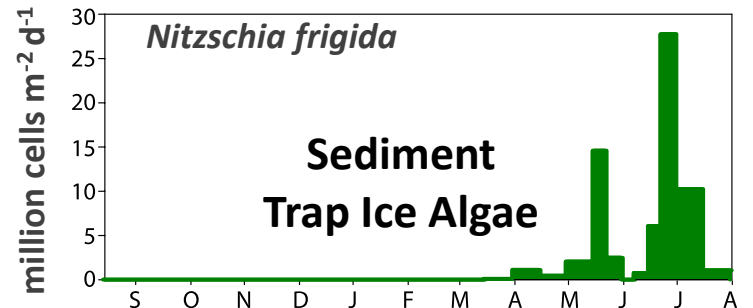 30
Nitzschia frigida
25
20
15
10
5
0
million cells m-2 d-1
Sediment
Trap Ice Algae
S O N D J F M A M J J A